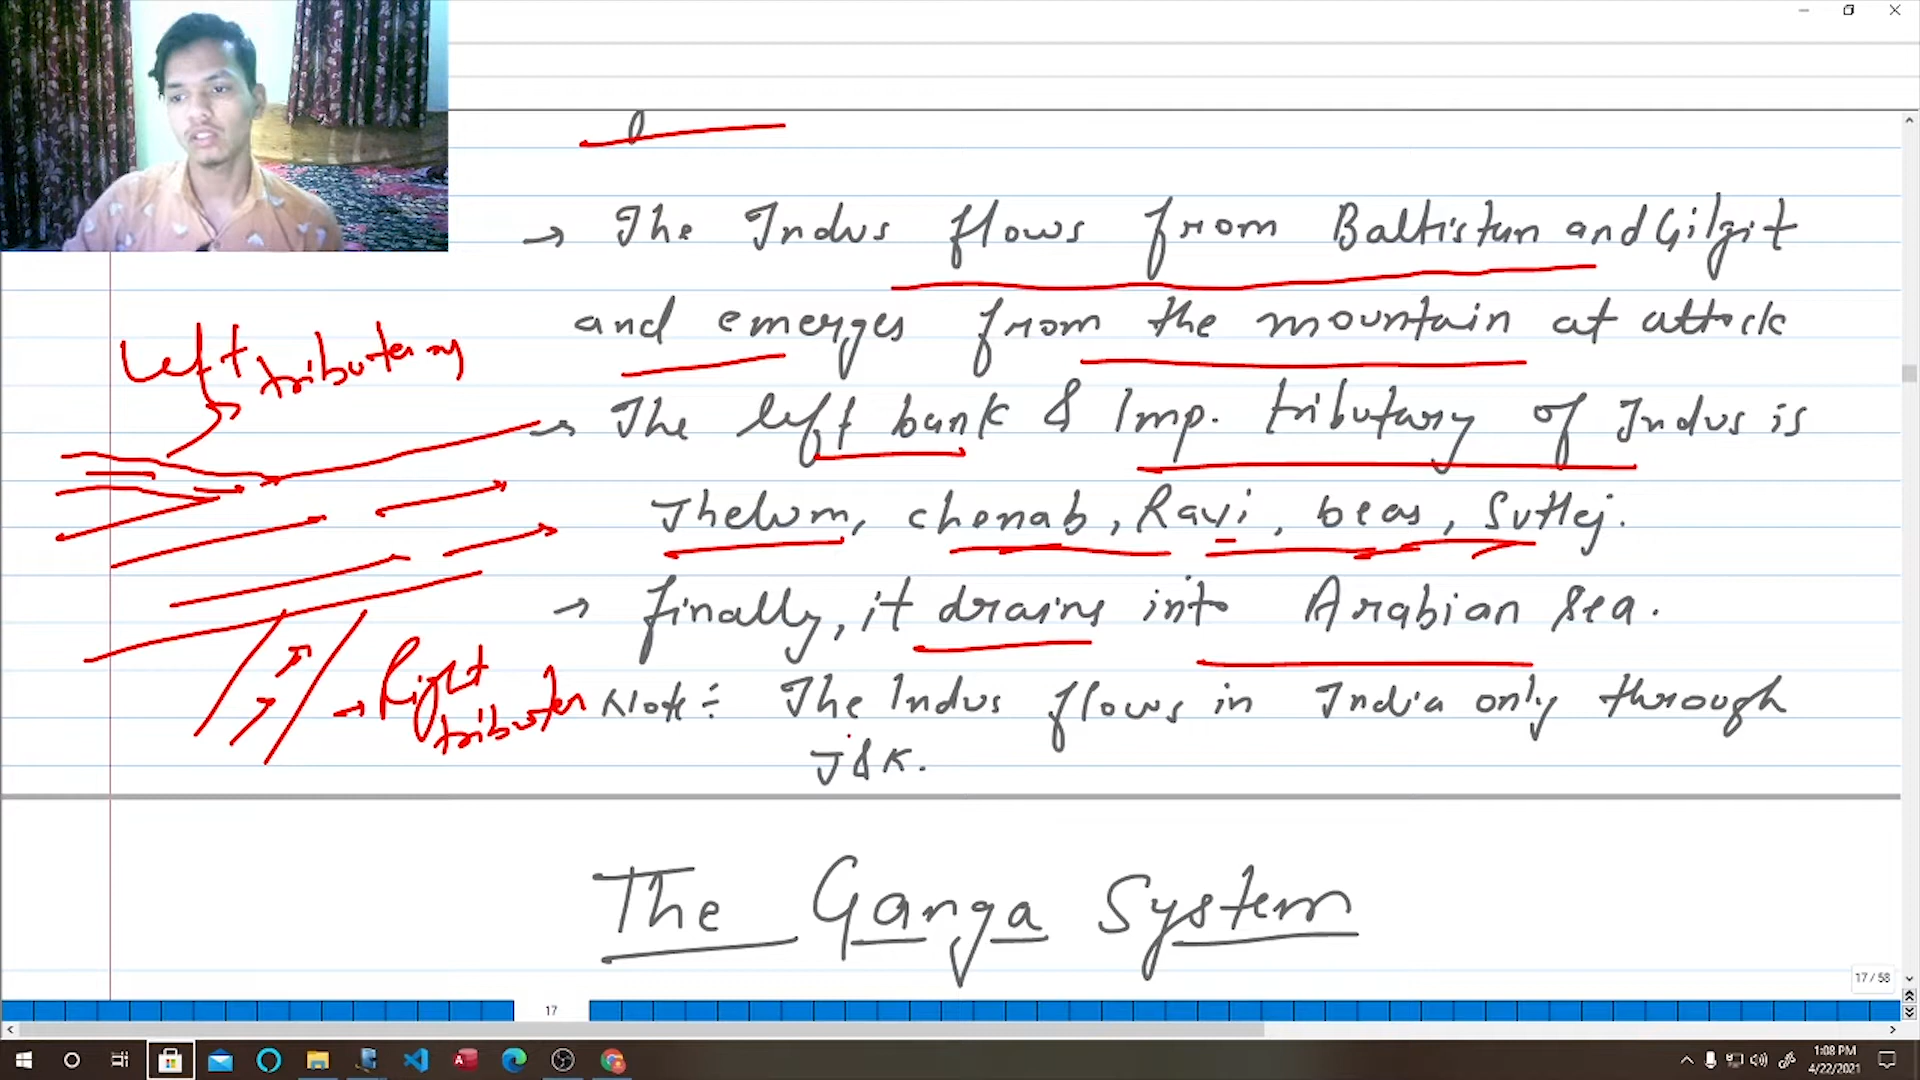 → The Indus flows from Baltistan and Gilgit
and emerges from the mountain at attock
→ The left bank & Imp. tributary of Indus is
Jhelum, chenab, Ravi, beas, Sutlej.
→ finally, it drains into Arabian sea.
Note ÷ The Indus flows in India only through
J&K.
Left
Right
The Ganga System
17 / 58
17
1:08 PM
4/22/2021